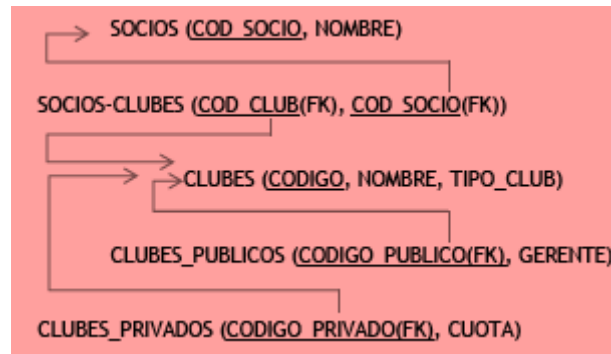 SOCIOS (COD_SOCIO, NOMBRE)
SOCIOS-CLUBES (COD_CLUB(FK), COD_SOCIO(FK))
CLUBES (CODIGO, NOMBRE, TIPO_CLUB)
CLUBES_PUBLICOS (CODIGO_PUBLICO(FK), GERENTE)
CLUBES_PRIVADOS (CODIGO_PRIVADO(FK), CUOTA)